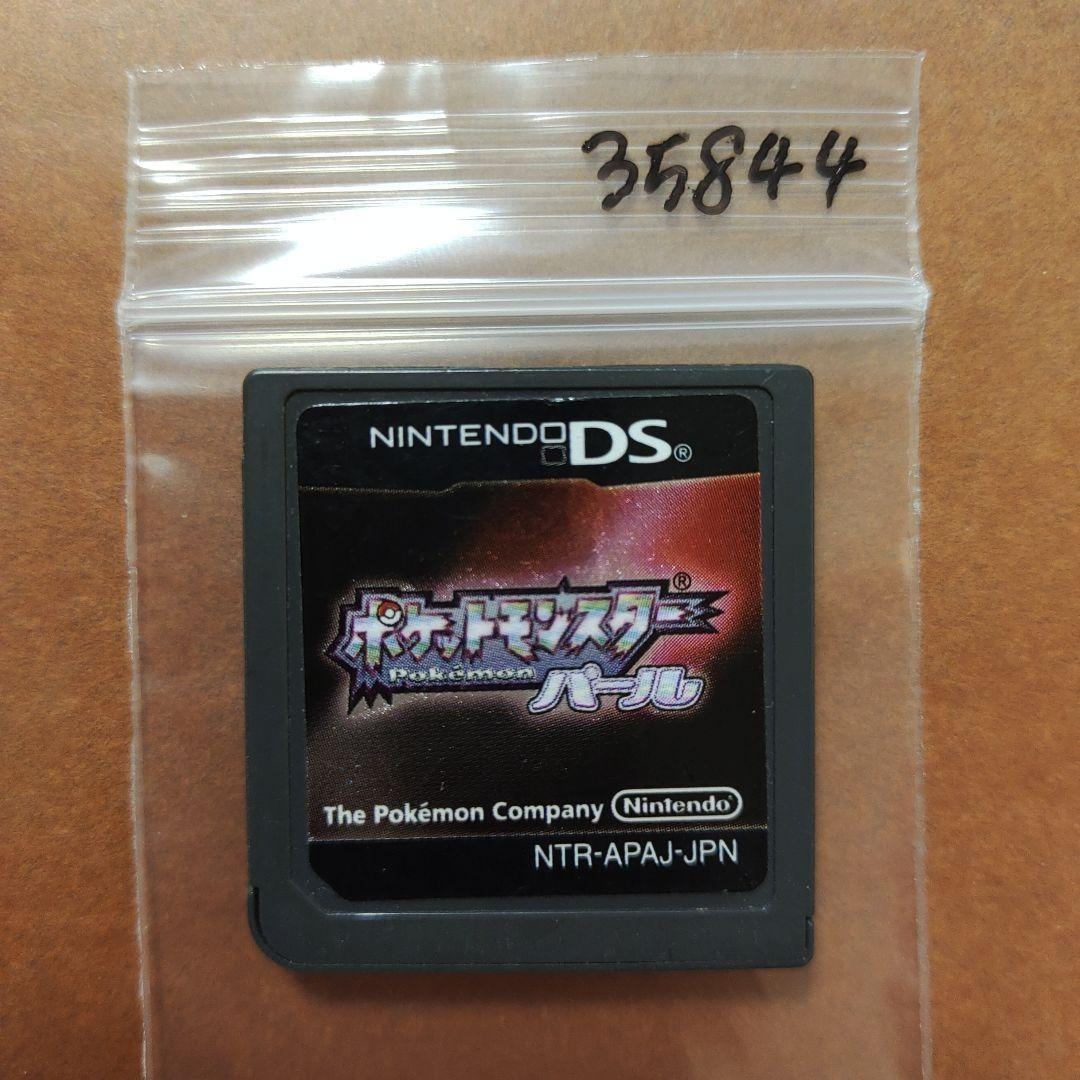 35844
NINTENDO DS®
ポケットモンスター®
Pokémon
パール
The Pokémon Company Nintendo®
NTR-APAJ-JPN